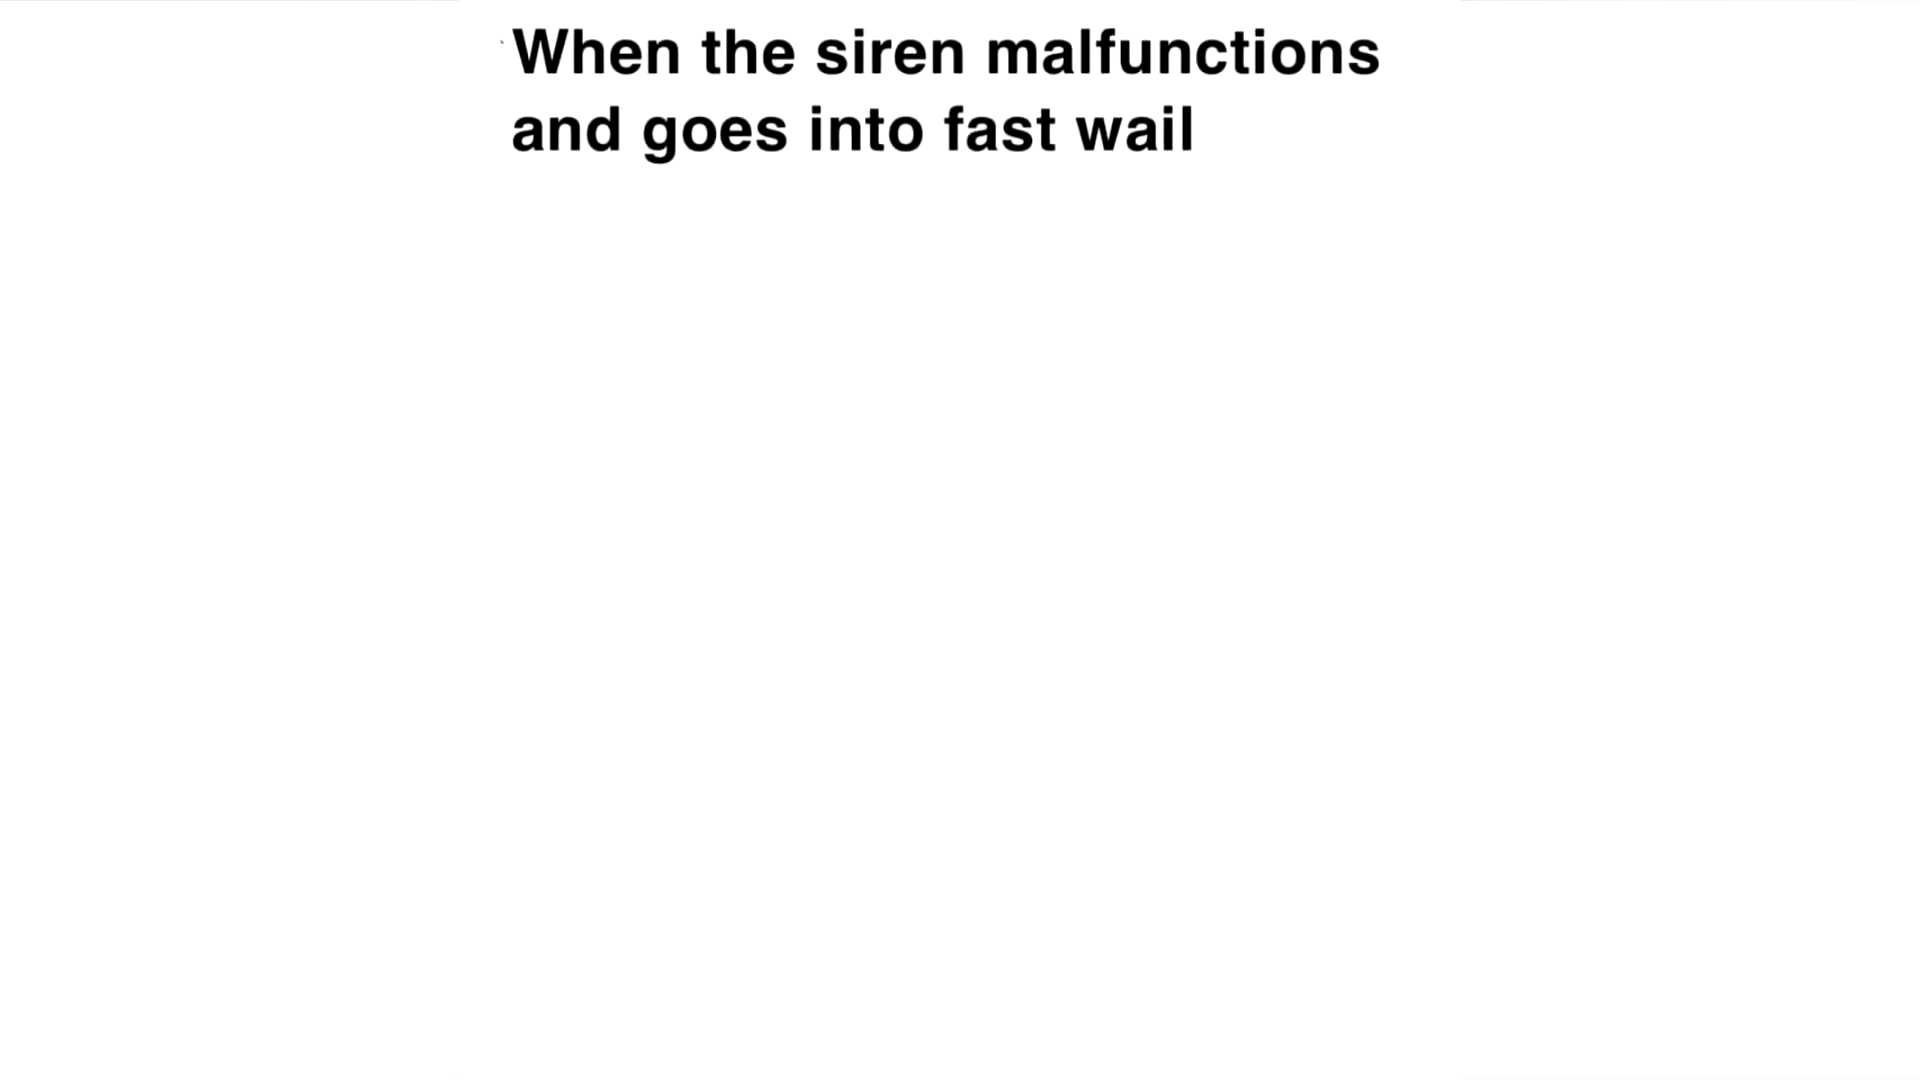 When the siren malfunctions
and goes into fast wail